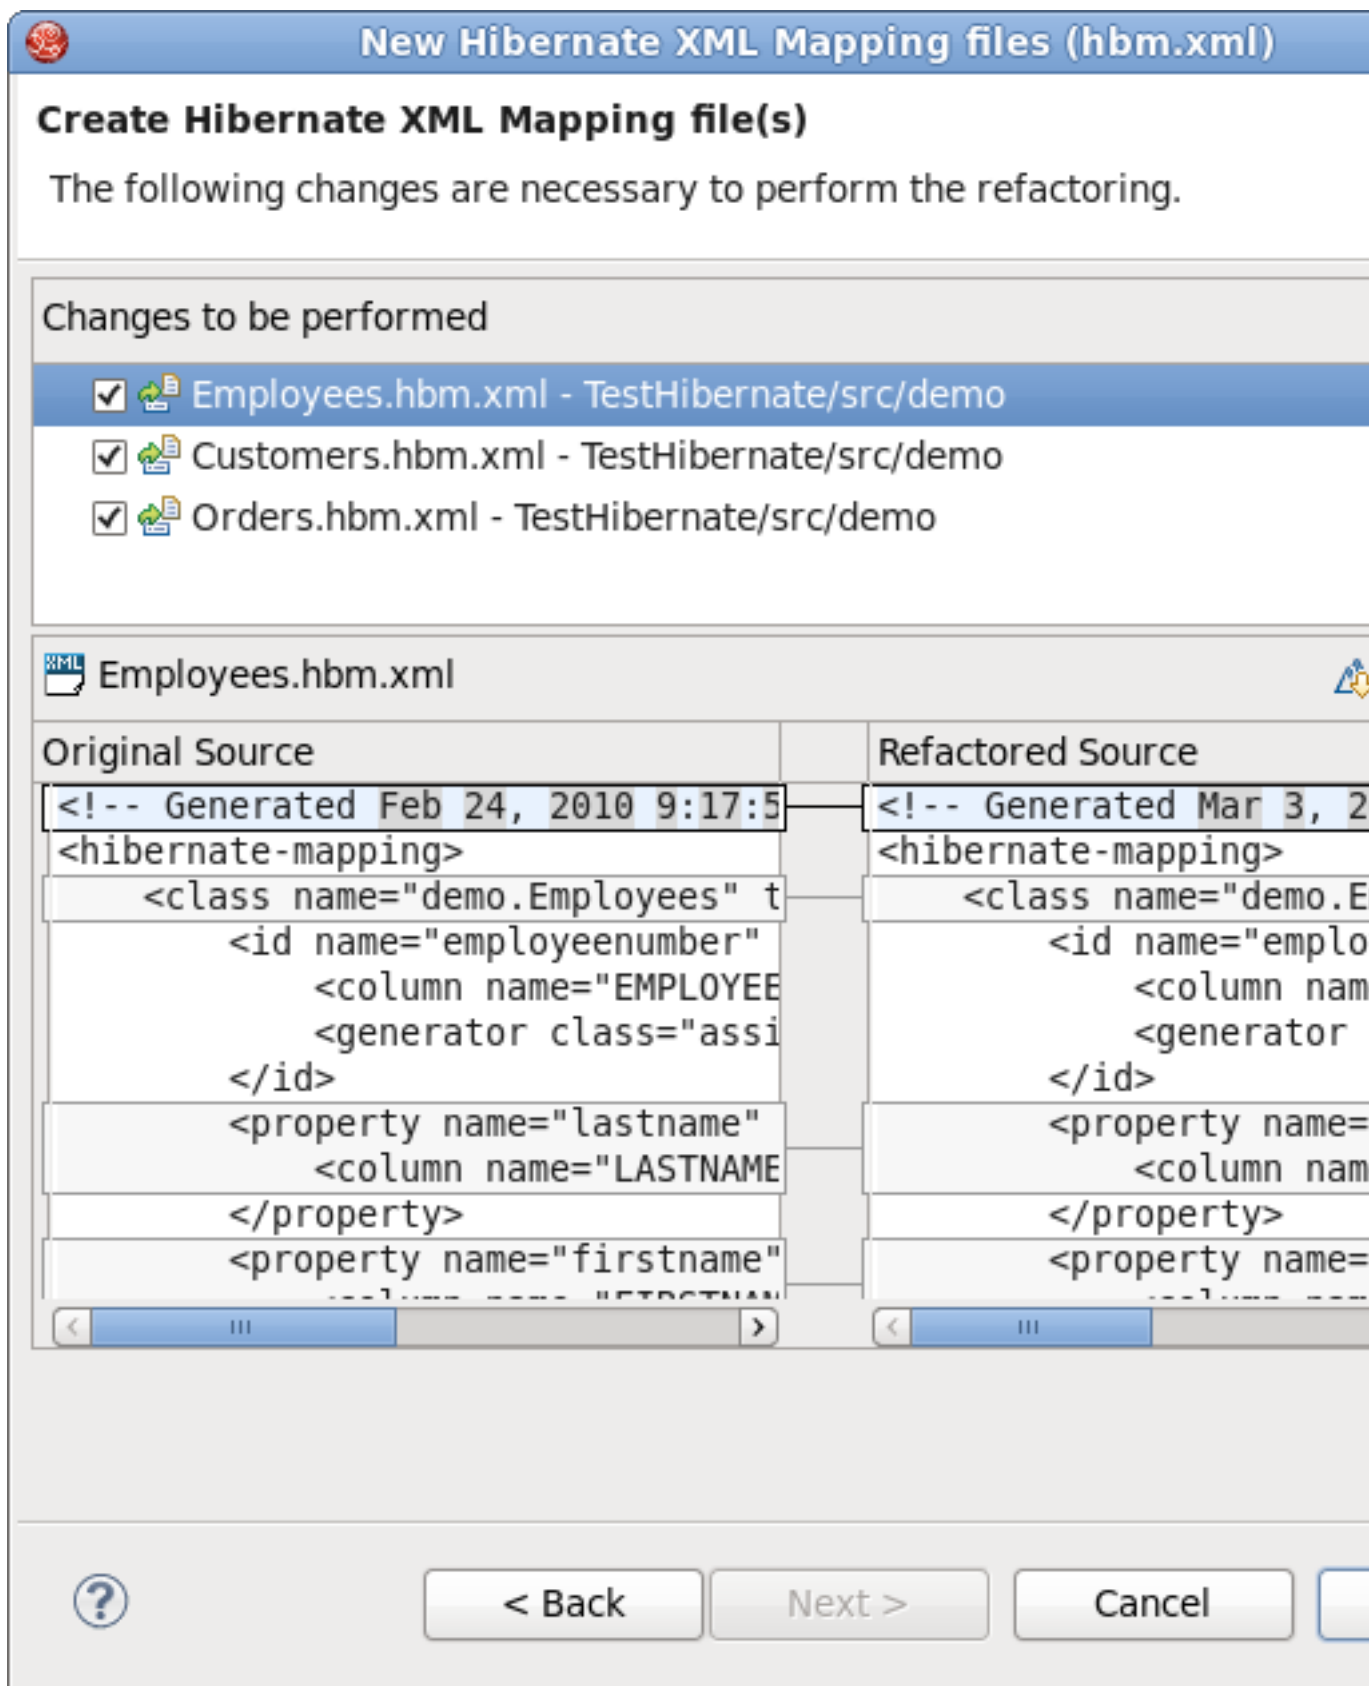 New Hibernate XML Mapping files (hbm.xml)
Create Hibernate XML Mapping file(s)
The following changes are necessary to perform the refactoring.
Changes to be performed
Employees.hbm.xml - TestHibernate/src/demo
Customers.hbm.xml - TestHibernate/src/demo
Orders.hbm.xml - TestHibernate/src/demo
XML Employees.hbm.xml
Original Source
<!-- Generated Feb 24, 2010 9:17:5
<hibernate-mapping>
<class name="demo.Employees" t
<id name="employeenumber"
<column name="EMPLOYEE
<generator class="assi
</id>
<property name="lastname"
<column name="LASTNAME
</property>
<property name="firstname"
Refactored Source
<!-- Generated Mar 3, 2
<hibernate-mapping>
<class name="demo.E
<id name="emplo
<column nam
<generator
</id>
<property name=
<column nam
</property>
<property name=
< Back
Next >
Cancel